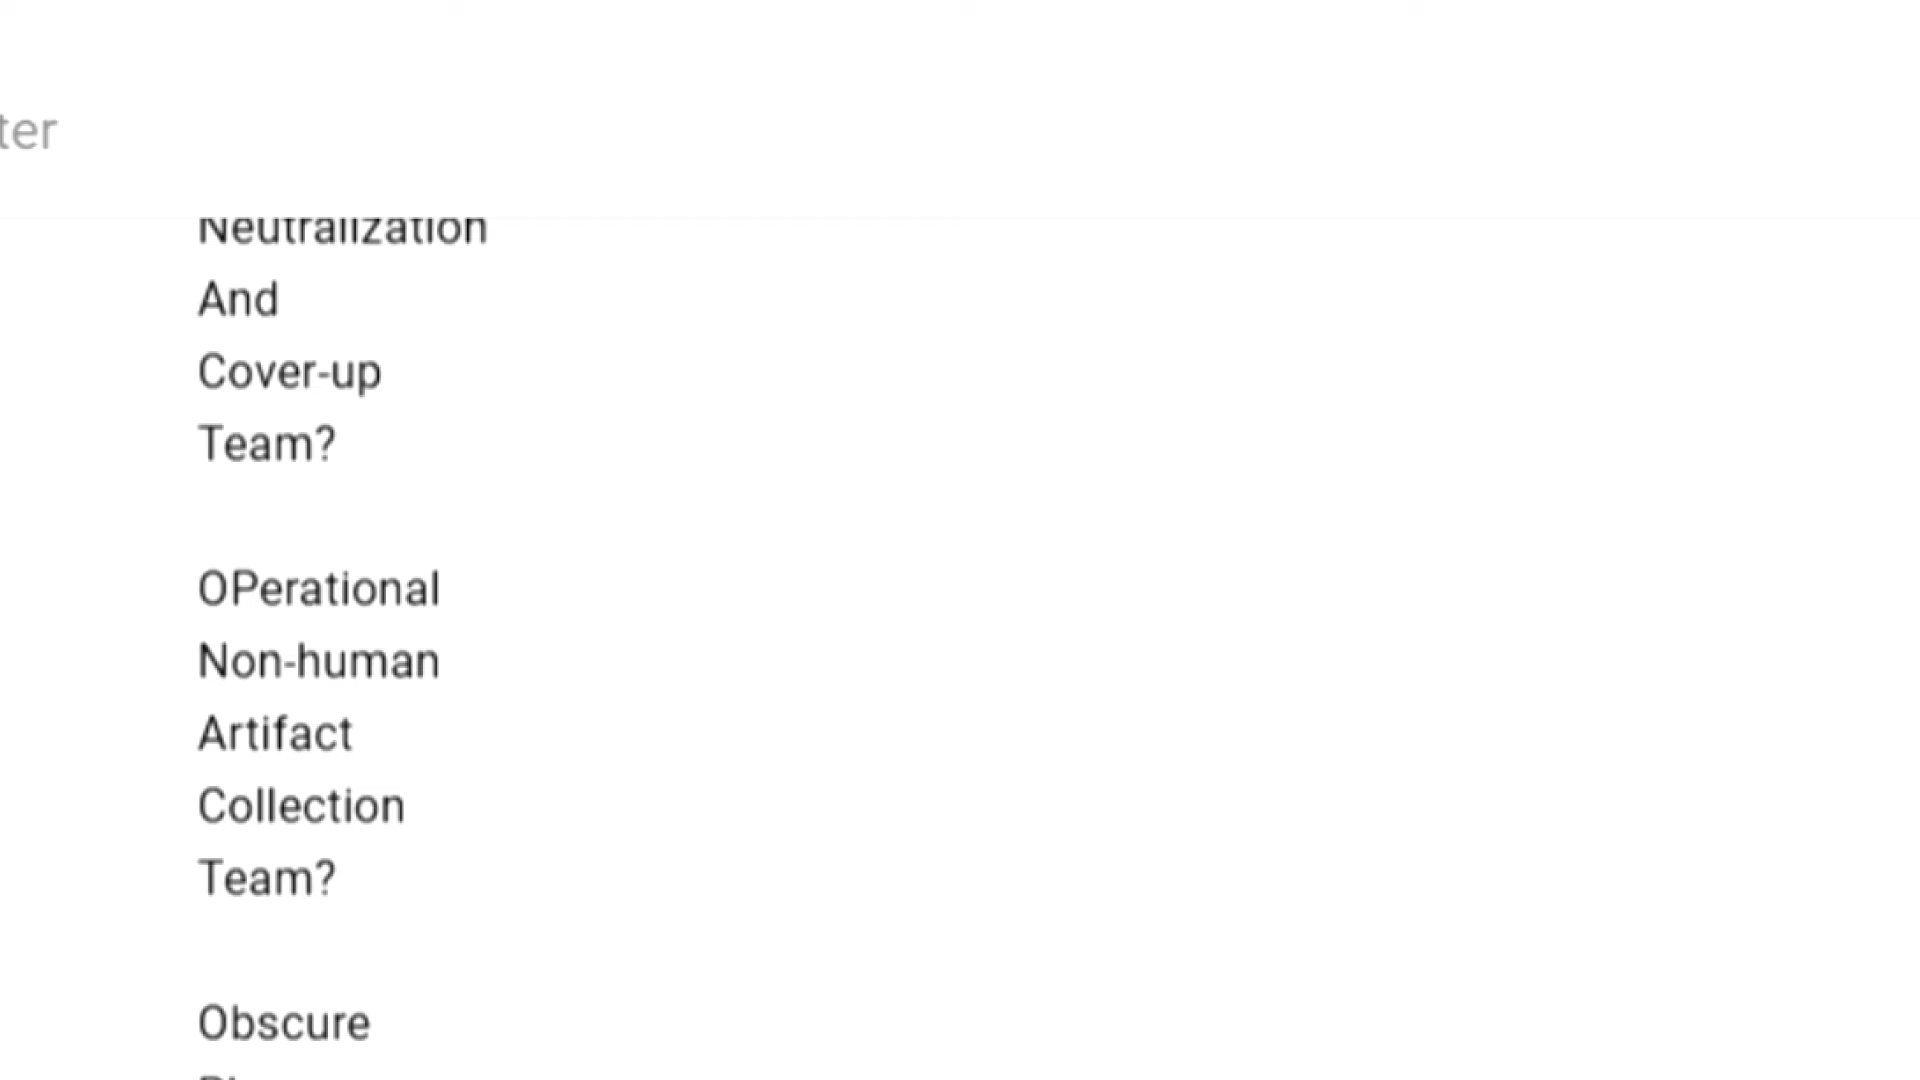 ter
Neutralization
And
Cover-up
Team?
OPerational
Non-human
Artifact
Collection
Team?
Obscure